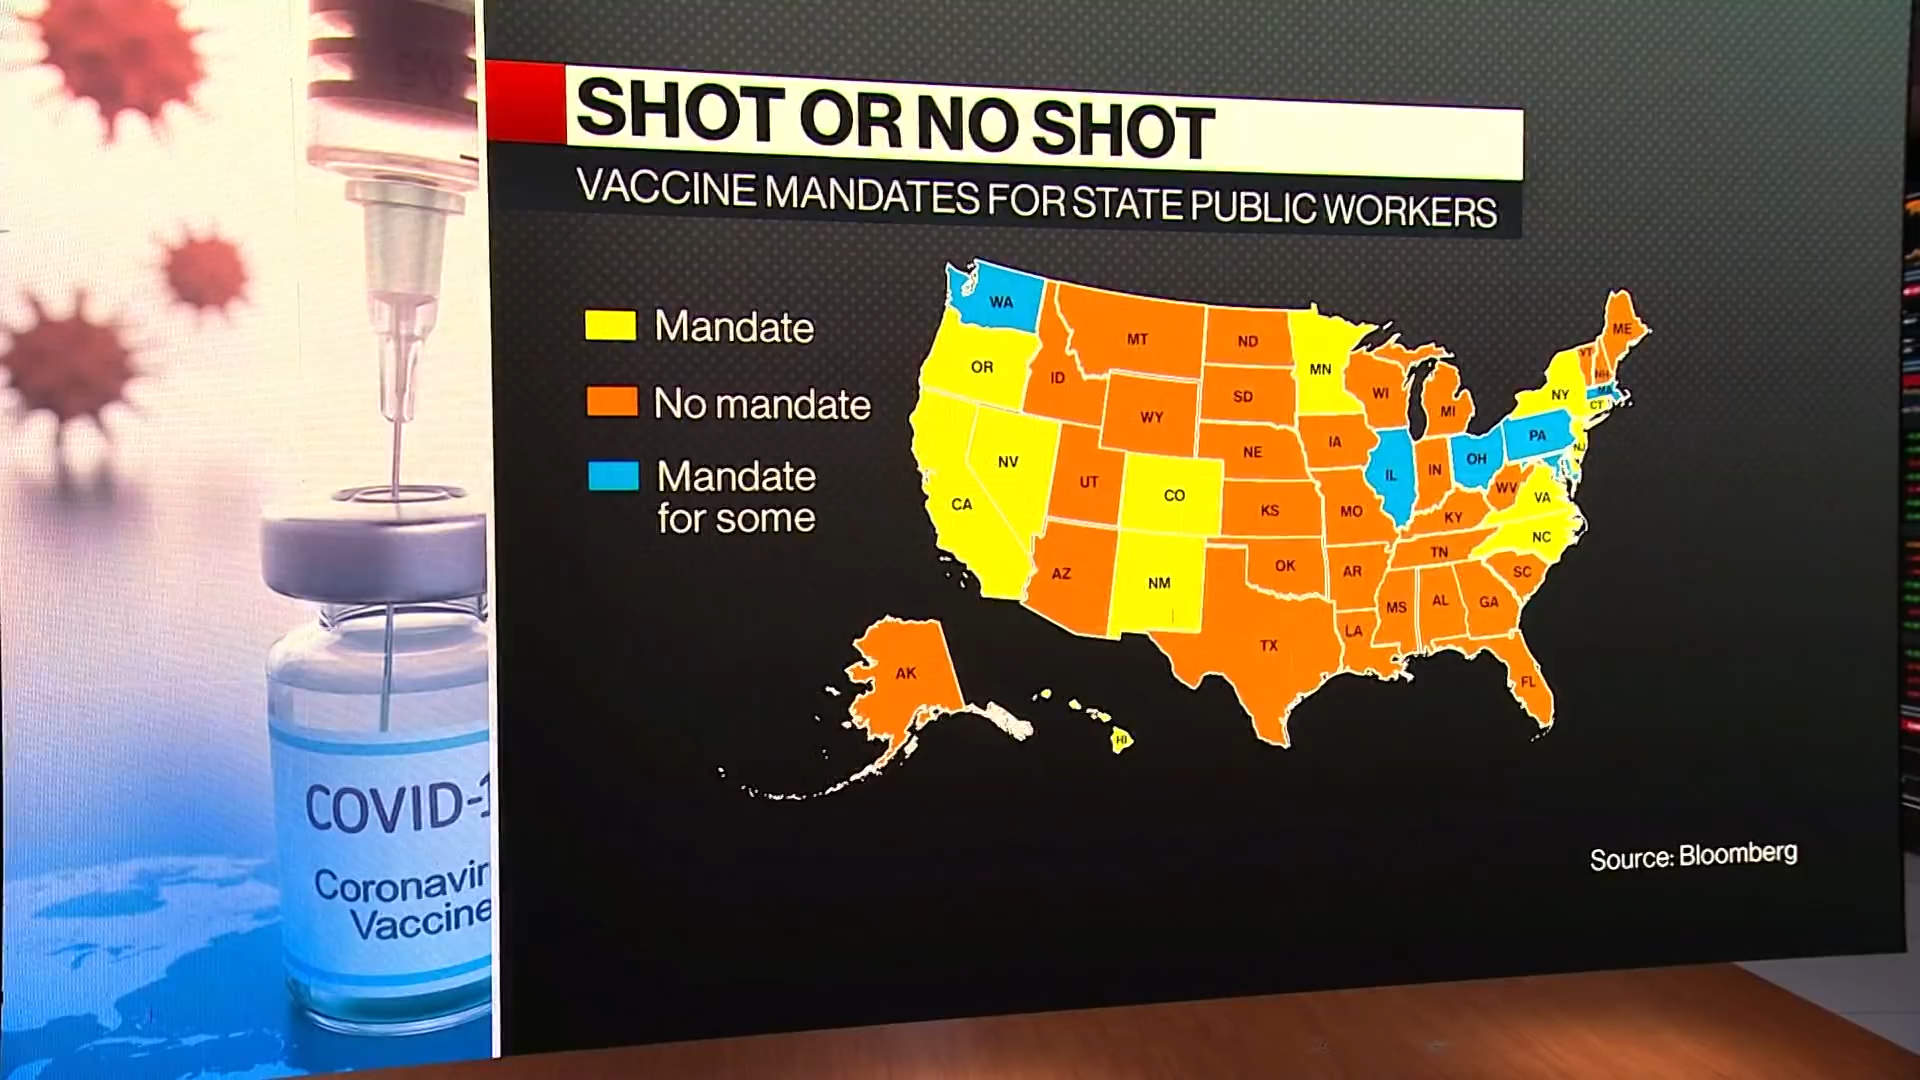 SHOT OR NO SHOT
VACCINE MANDATES FOR STATE PUBLIC WORKERS
Mandate
No mandate
Mandate
for some
WA
OR
CA
NV
ID
MT
WY
UT
CO
AZ
NM
ND
SD
NE
KS
OK
TX
MN
IA
MO
AR
LA
WI
IL
MI
IN
OH
KY
TN
MS
AL
GA
FL
SC
NC
VA
WV
PA
NY
NJ
CT
MA
VT
NH
ME
AK
HI
Source: Bloomberg
COVID-1
Coronavir
Vaccine